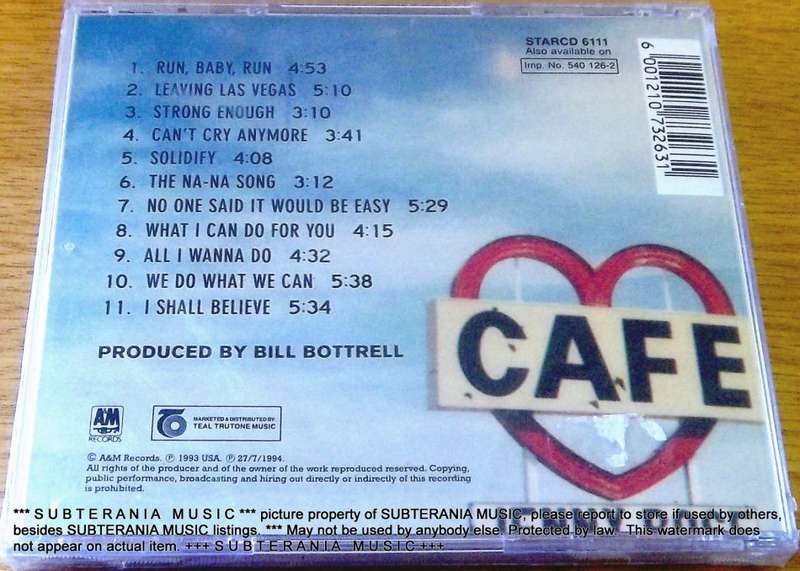 1. RUN, BABY, RUN 4:53
2. LEAVING LAS VEGAS 5:10
3. STRONG ENOUGH 3:10
4. CAN'T CRY ANYMORE 3:41
5. SOLIDIFY 4:08
6. THE NA-NA SONG 3:12
7. NO ONE SAID IT WOULD BE EASY 5:29
8. WHAT I CAN DO FOR YOU 4:15
9. ALL I WANNA DO 4:32
10. WE DO WHAT WE CAN 5:38
11. I SHALL BELIEVE 5:34
PRODUCED BY BILL BOTTRELL
STARCD 6111
Also available on
Imp. No. 540 126-2
6 001210 732631
CAFE
A&M
RECORDS
MARKETED & DISTRIBUTED BY:
TEAL TRUTONE MUSIC
© A&M Records. ℗ 1993 USA. ℗ 27/7/1994.
All rights of the producer and of the owner of the work reproduced reserved. Copying,
public performance, broadcasting and hiring out directly or indirectly of this recording
is prohibited.
*** S U B T E R A N I A M U S I C *** picture property of SUBTERANIA MUSIC, please report to store if used by others,
besides SUBTERANIA MUSIC listings. *** May not be used by anybody else. Protected by law. This watermark does
not appear on actual item. +++ S U B T E R A N I A M U S I C +++